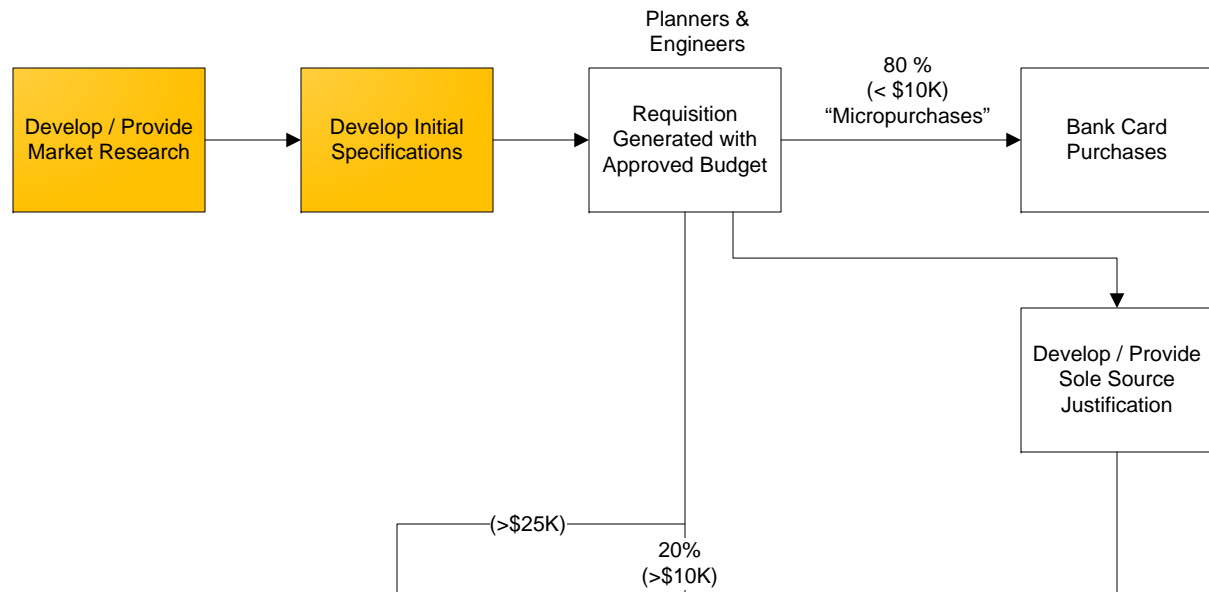 Planners &
Engineers
Develop / Provide
Market Research
Develop Initial
Specifications
Requisition
Generated with
Approved Budget
80 %
(< $10K)
“Micropurchases”
Bank Card
Purchases
Develop / Provide
Sole Source
Justification
(>$25K)
20%
(>$10K)